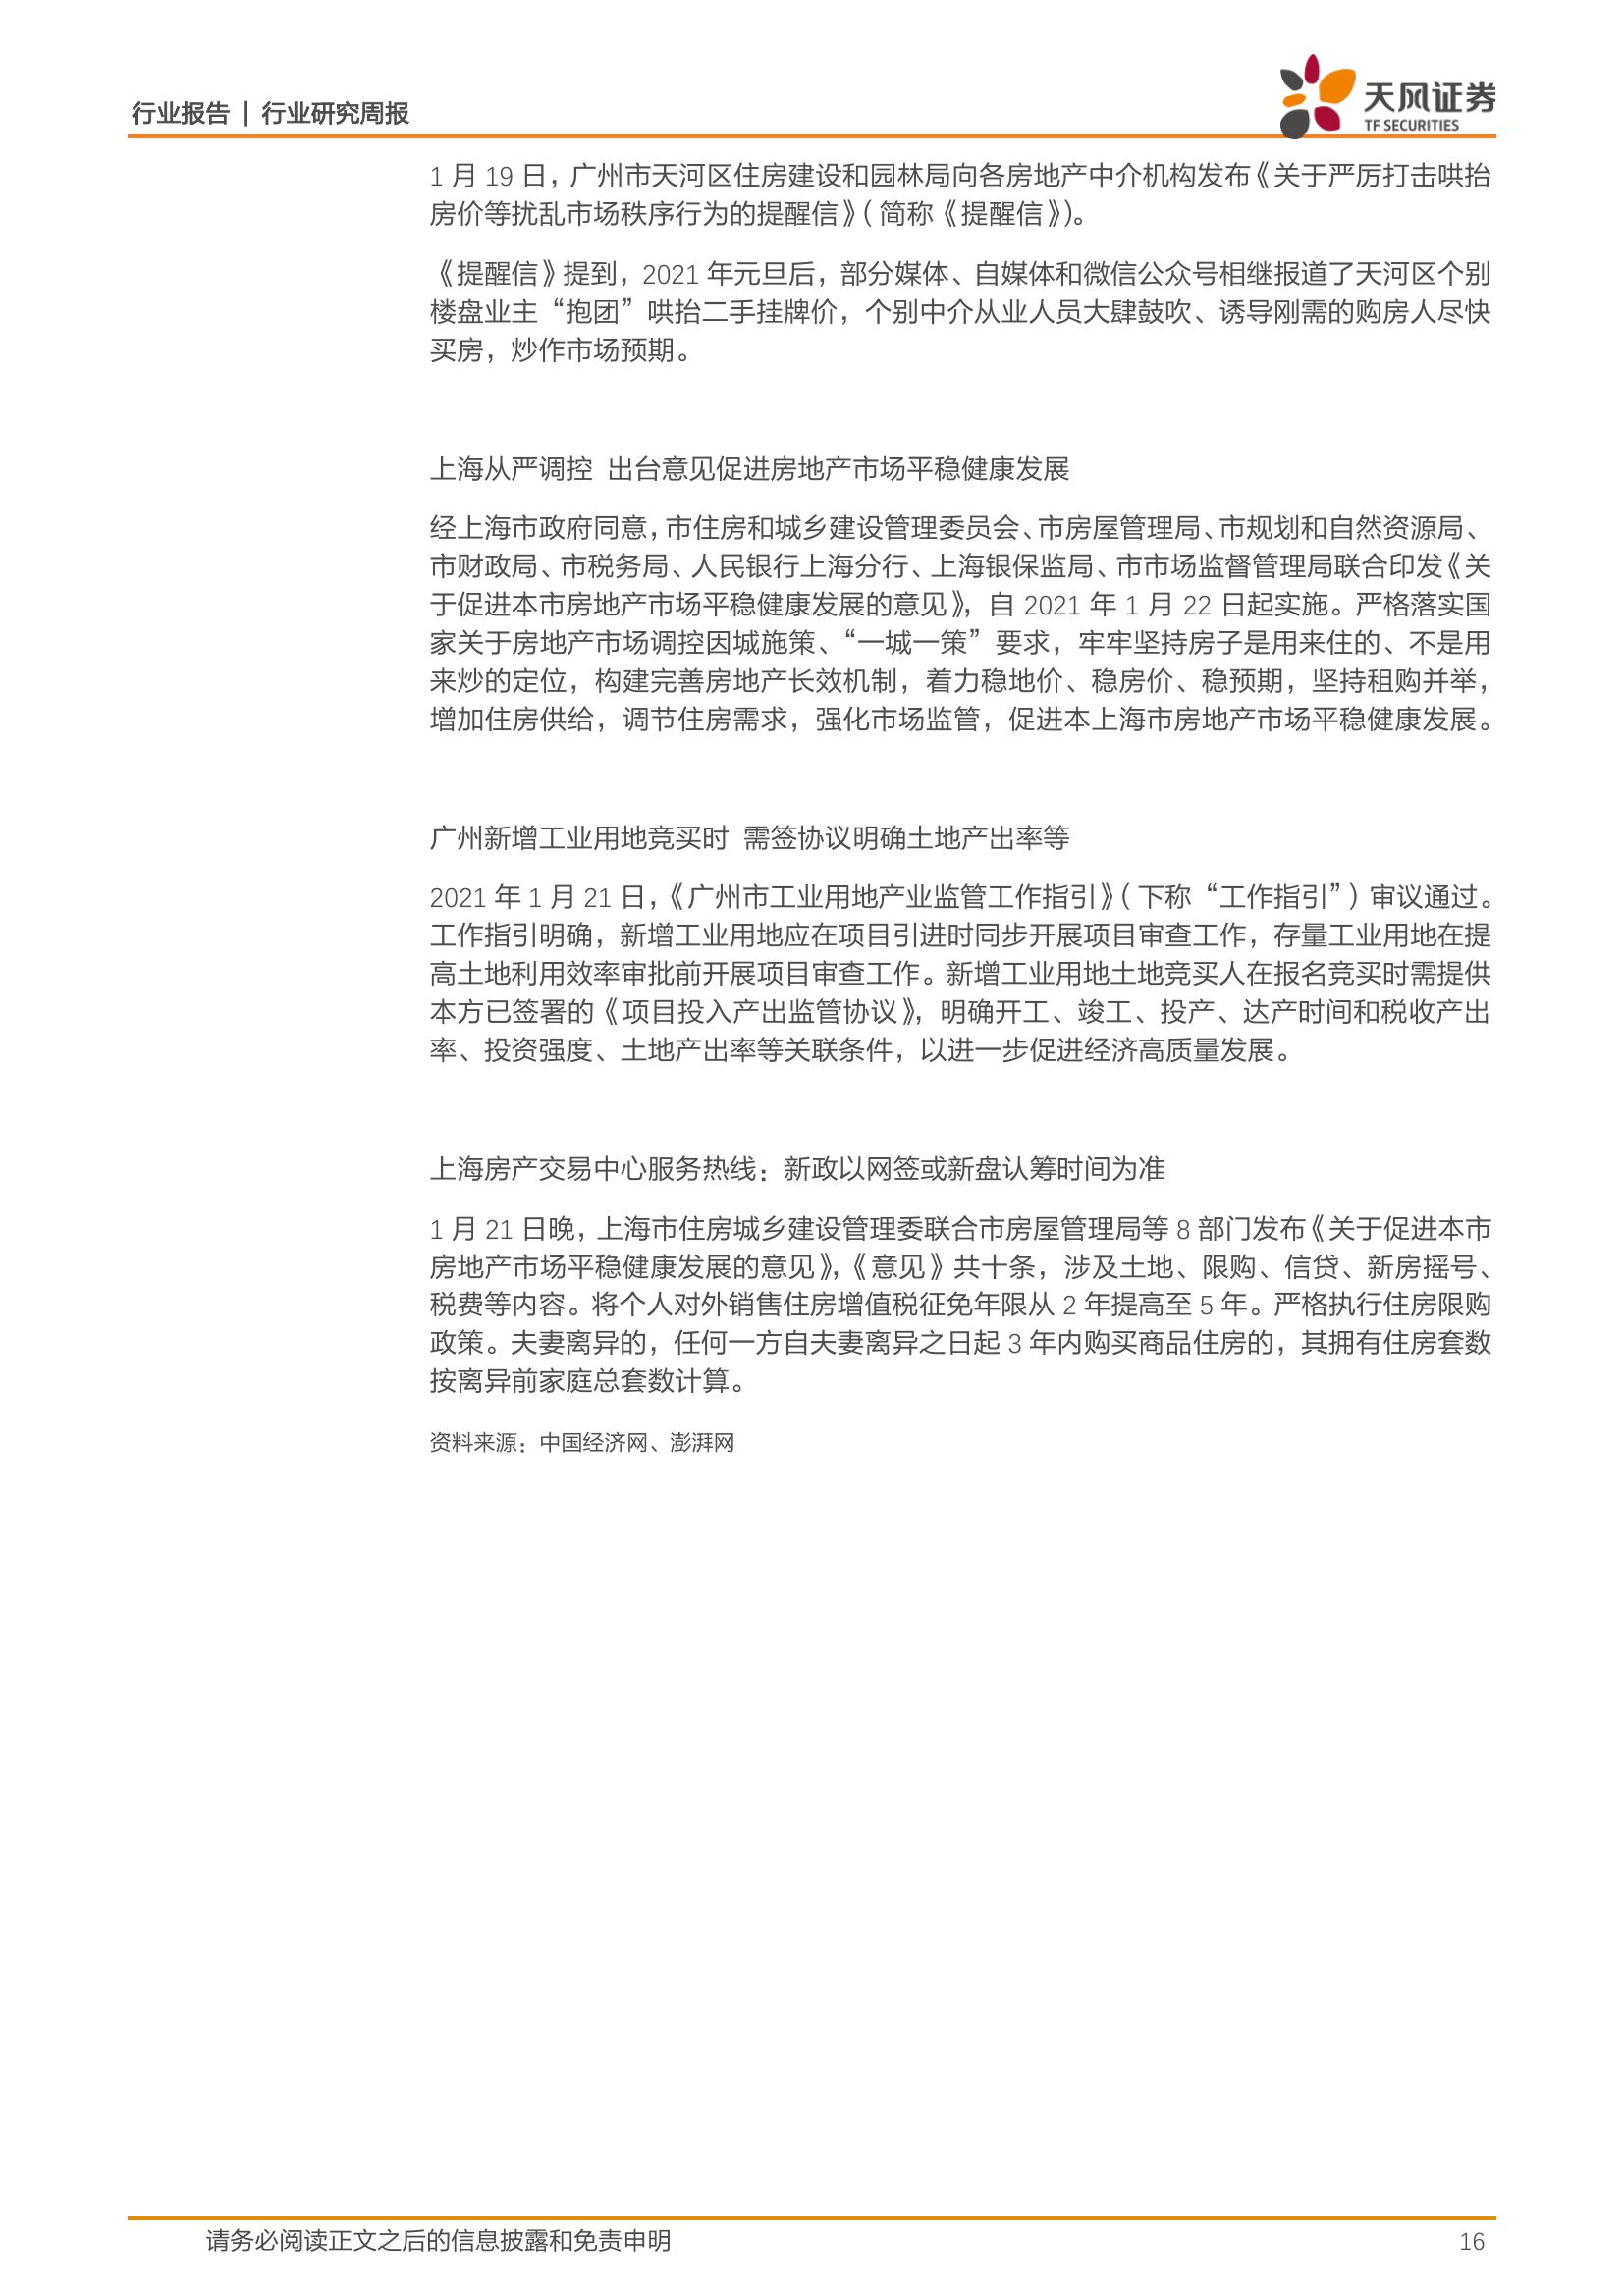 行业报告 | 行业研究周报
天风证券
TF SECURITIES
1 月 19 日，广州市天河区住房建设和园林局向各房地产中介机构发布《关于严厉打击哄抬
房价等扰乱市场秩序行为的提醒信》（简称《提醒信》）。
《提醒信》提到，2021 年元旦后，部分媒体、自媒体和微信公众号相继报道了天河区个别
楼盘业主“抱团”哄抬二手挂牌价，个别中介从业人员大肆鼓吹、诱导刚需的购房人尽快
买房，炒作市场预期。
上海从严调控 出台意见促进房地产市场平稳健康发展
经上海市政府同意，市住房和城乡建设管理委员会、市房屋管理局、市规划和自然资源局、
市财政局、市税务局、人民银行上海分行、上海银保监局、市市场监督管理局联合印发《关
于促进本市房地产市场平稳健康发展的意见》，自 2021 年 1 月 22 日起实施。严格落实国
家关于房地产市场调控因城施策、“一城一策”要求，牢牢坚持房子是用来住的、不是用
来炒的定位，构建完善房地产长效机制，着力稳地价、稳房价、稳预期，坚持租购并举，
增加住房供给，调节住房需求，强化市场监管，促进本上海市房地产市场平稳健康发展。
广州新增工业用地竞买时 需签协议明确土地产出率等
2021 年 1 月 21 日，《广州市工业用地产业监管工作指引》（下称“工作指引”）审议通过。
工作指引明确，新增工业用地应在项目引进时同步开展项目审查工作，存量工业用地在提
高土地利用效率审批前开展项目审查工作。新增工业用地土地竞买人在报名竞买时需提供
本方已签署的《项目投入产出监管协议》，明确开工、竣工、投产、达产时间和税收产出
率、投资强度、土地产出率等关联条件，以进一步促进经济高质量发展。
上海房产交易中心服务热线：新政以网签或新盘认筹时间为准
1 月 21 日晚，上海市住房城乡建设管理委联合市房屋管理局等 8 部门发布《关于促进本市
房地产市场平稳健康发展的意见》，《意见》共十条，涉及土地、限购、信贷、新房摇号、
税费等内容。将个人对外销售住房增值税征免年限从 2 年提高至 5 年。严格执行住房限购
政策。夫妻离异的，任何一方自夫妻离异之日起 3 年内购买商品住房的，其拥有住房套数
按离异前家庭总套数计算。
资料来源：中国经济网、澎湃网
请务必阅读正文之后的信息披露和免责申明
16